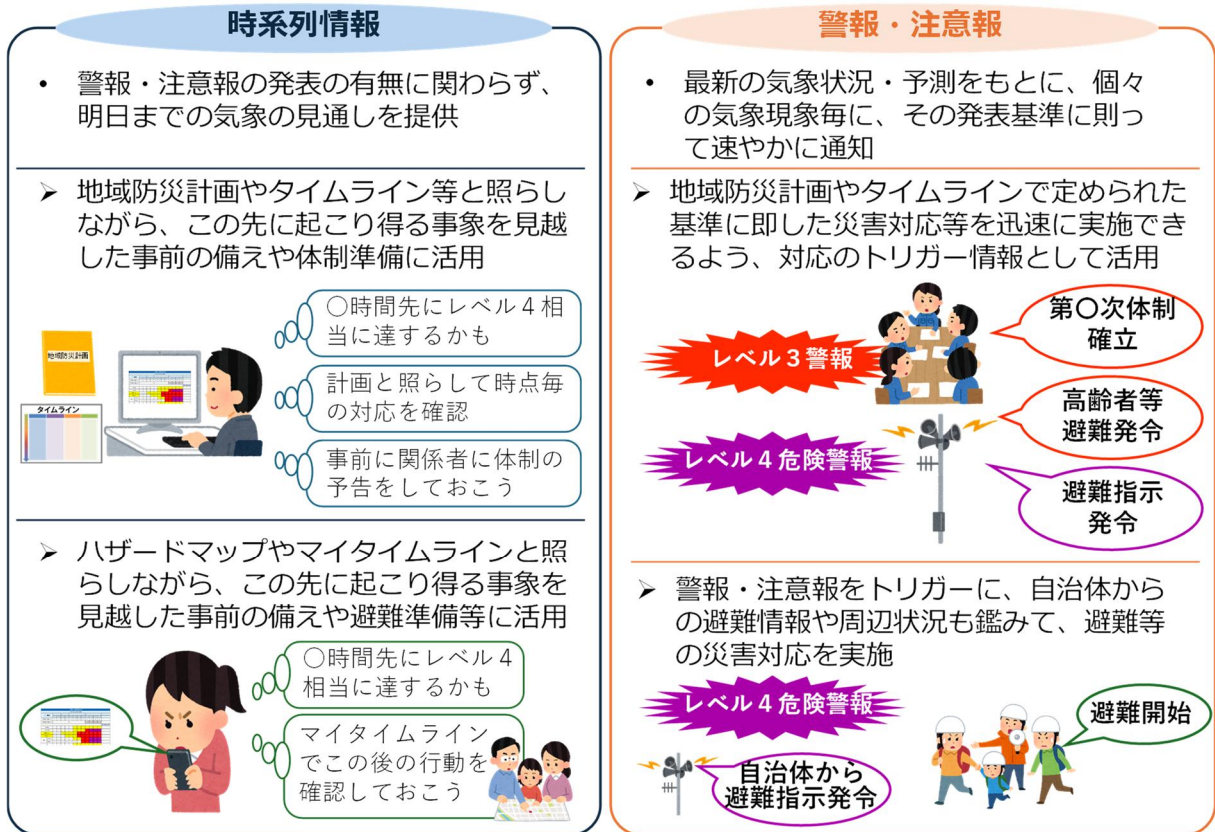 時系列情報
• 警報・注意報の発表の有無に関わらず、
明日までの気象の見通しを提供
➢ 地域防災計画やタイムライン等と照らし
ながら、この先に起こり得る事象を見越
した事前の備えや体制準備に活用
地域防災計画
タイムライン
〇時間先にレベル４相
当に達するかも
計画と照らして時点毎
の対応を確認
事前に関係者に体制の
予告をしておこう
➢ ハザードマップやマイタイムラインと照
らしながら、この先に起こり得る事象を
見越した事前の備えや避難準備等に活用
〇時間先にレベル４
相当に達するかも
マイタイムライン
でこの後の行動を
確認しておこう
警報・注意報
• 最新の気象状況・予測をもとに、個々
の気象現象毎に、その発表基準に則っ
て速やかに通知
➢ 地域防災計画やタイムラインで定められた
基準に即した災害対応等を迅速に実施でき
るよう、対応のトリガー情報として活用
レベル３警報
第〇次体制
確立
高齢者等
避難発令
レベル４危険警報
避難指示
発令
➢ 警報・注意報をトリガーに、自治体から
の避難情報や周辺状況も鑑みて、避難等
の災害対応を実施
レベル４危険警報
自治体から
避難指示発令
避難開始